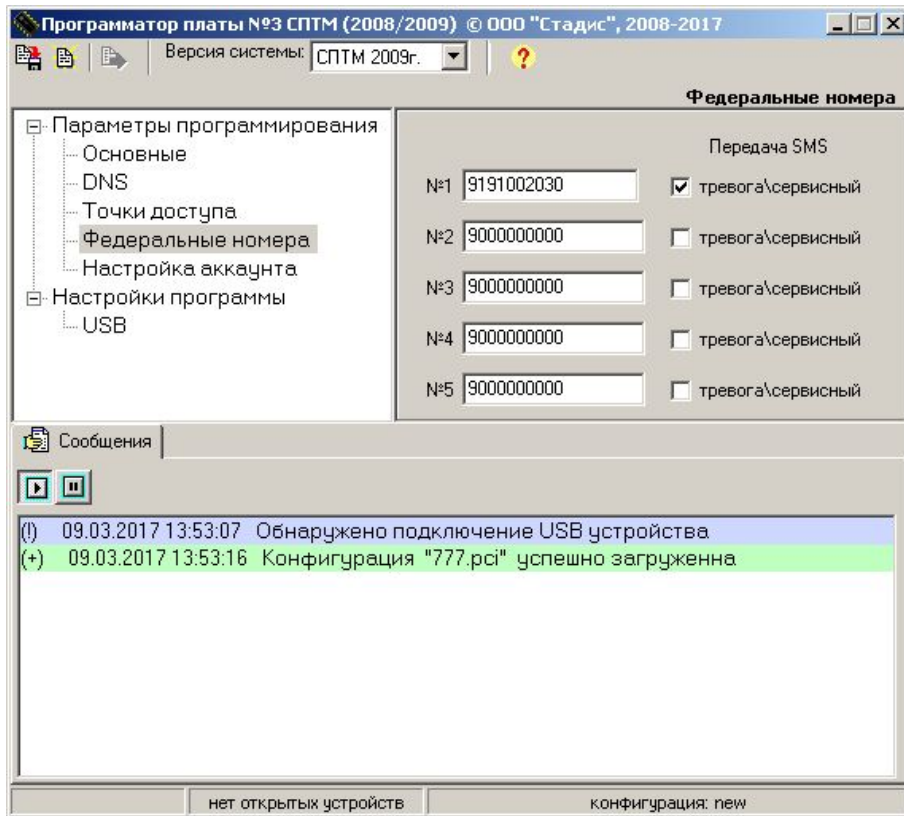 Программатор платы №3 СПТМ (2008/2009) © ООО "Стадис", 2008-2017
Версия системы: СПТМ 2009г.
?
Федеральные номера
Параметры программирования
Основные
DNS
Точки доступа
Федеральные номера
Настройка аккаунта
Настройки программы
USB
Передача SMS
№1 9191002030 тревога\сервисный
№2 9000000000 тревога\сервисный
№3 9000000000 тревога\сервисный
№4 9000000000 тревога\сервисный
№5 9000000000 тревога\сервисный
Сообщения
(!) 09.03.2017 13:53:07 Обнаружено подключение USB устройства
(+) 09.03.2017 13:53:16 Конфигурация "777.pci" успешно загруженна
нет открытых устройств
конфигурация: new